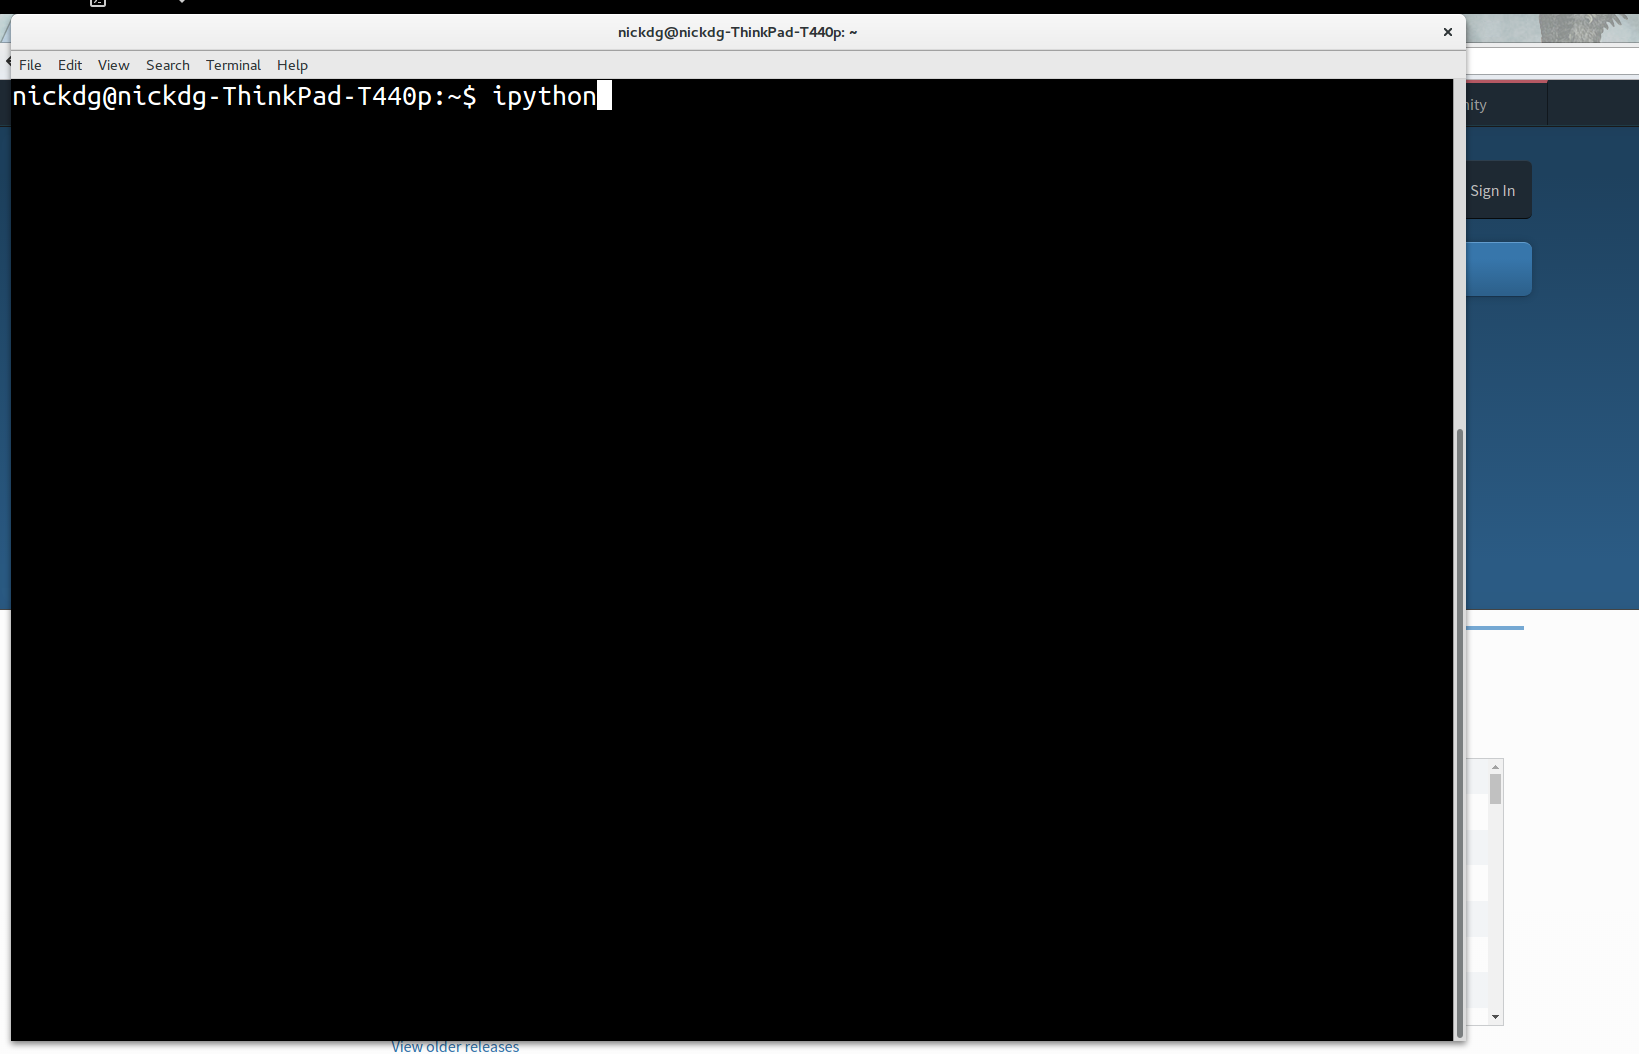 nickdg@nickdg-ThinkPad-T440p: ~
File Edit View Search Terminal Help
nickdg@nickdg-ThinkPad-T440p:~$ ipython
Sign In
View older releases